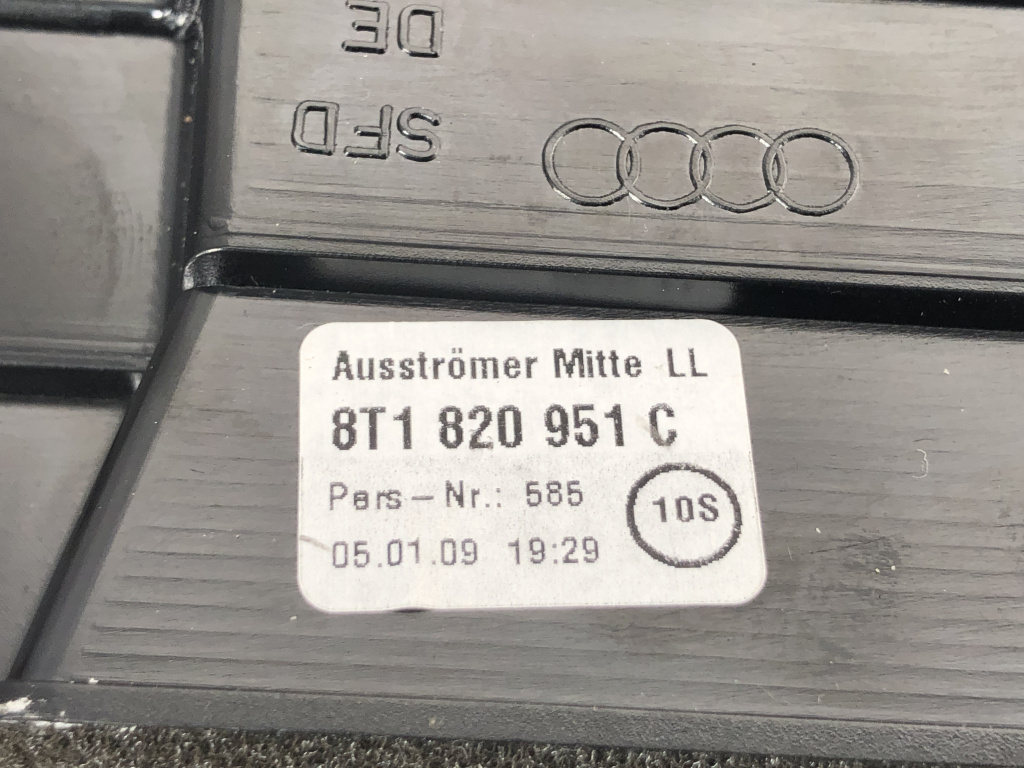 DE
SFD
Ausströmer Mitte LL
8T1 820 951 C
Pers-Nr.: 585
10S
05.01.09 19:29